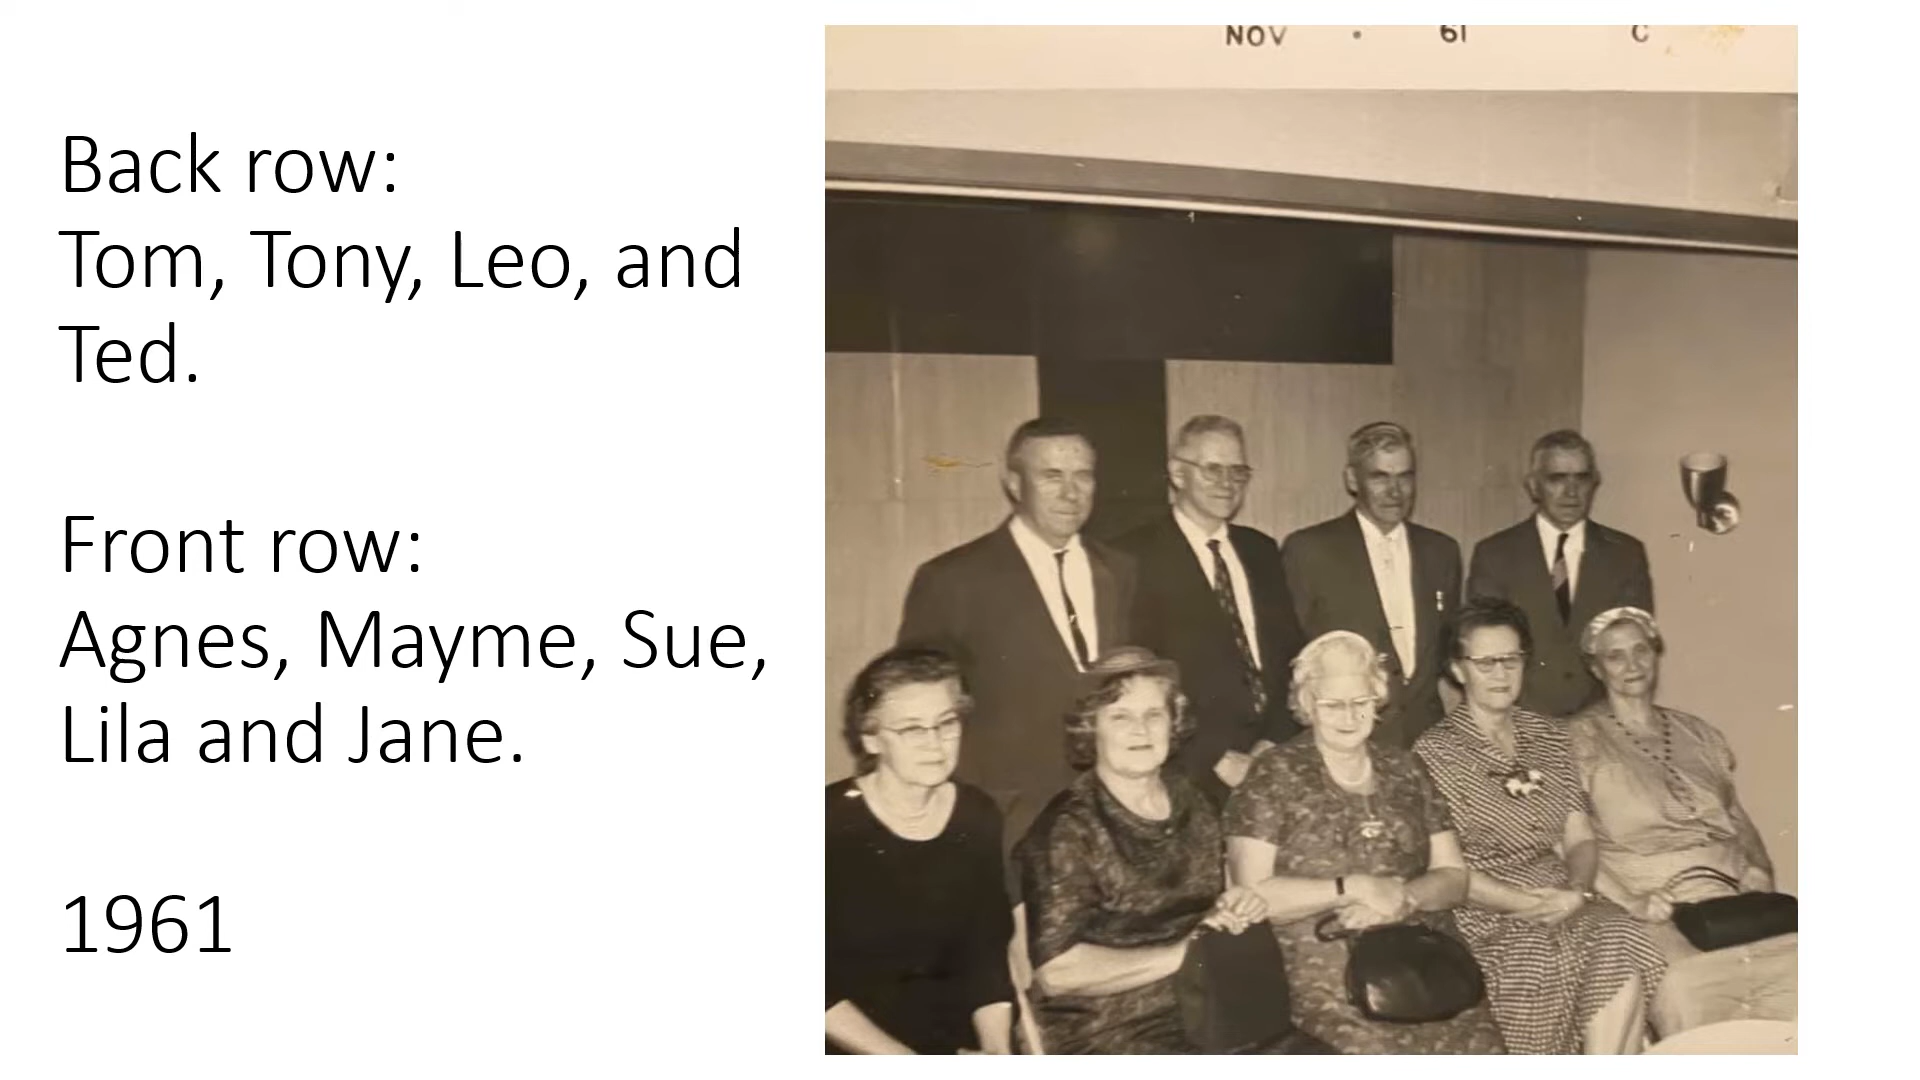 Back row:
Tom, Tony, Leo, and
Ted.
Front row:
Agnes, Mayme, Sue,
Lila and Jane.
1961
NOV • 61 C